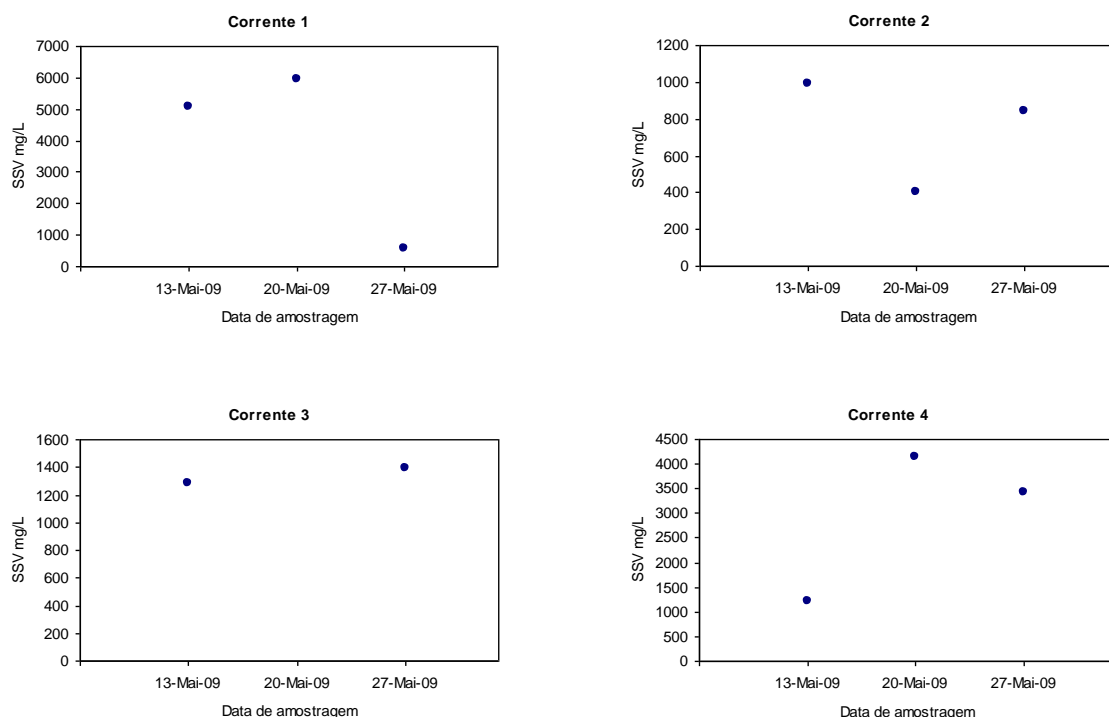 Corrente 1
7000
6000
5000
4000
3000
2000
1000
0
SSV mg/L
13-Mai-09 20-Mai-09 27-Mai-09
Data de amostragem
Corrente 2
1200
1000
800
600
400
200
0
SSV mg/L
13-Mai-09 20-Mai-09 27-Mai-09
Data de amostragem
Corrente 3
1600
1400
1200
1000
800
600
400
200
0
SSV mg/L
13-Mai-09 20-Mai-09 27-Mai-09
Data de amostragem
Corrente 4
4500
4000
3500
3000
2500
2000
1500
1000
500
0
SSV mg/L
13-Mai-09 20-Mai-09 27-Mai-09
Data de amostragem